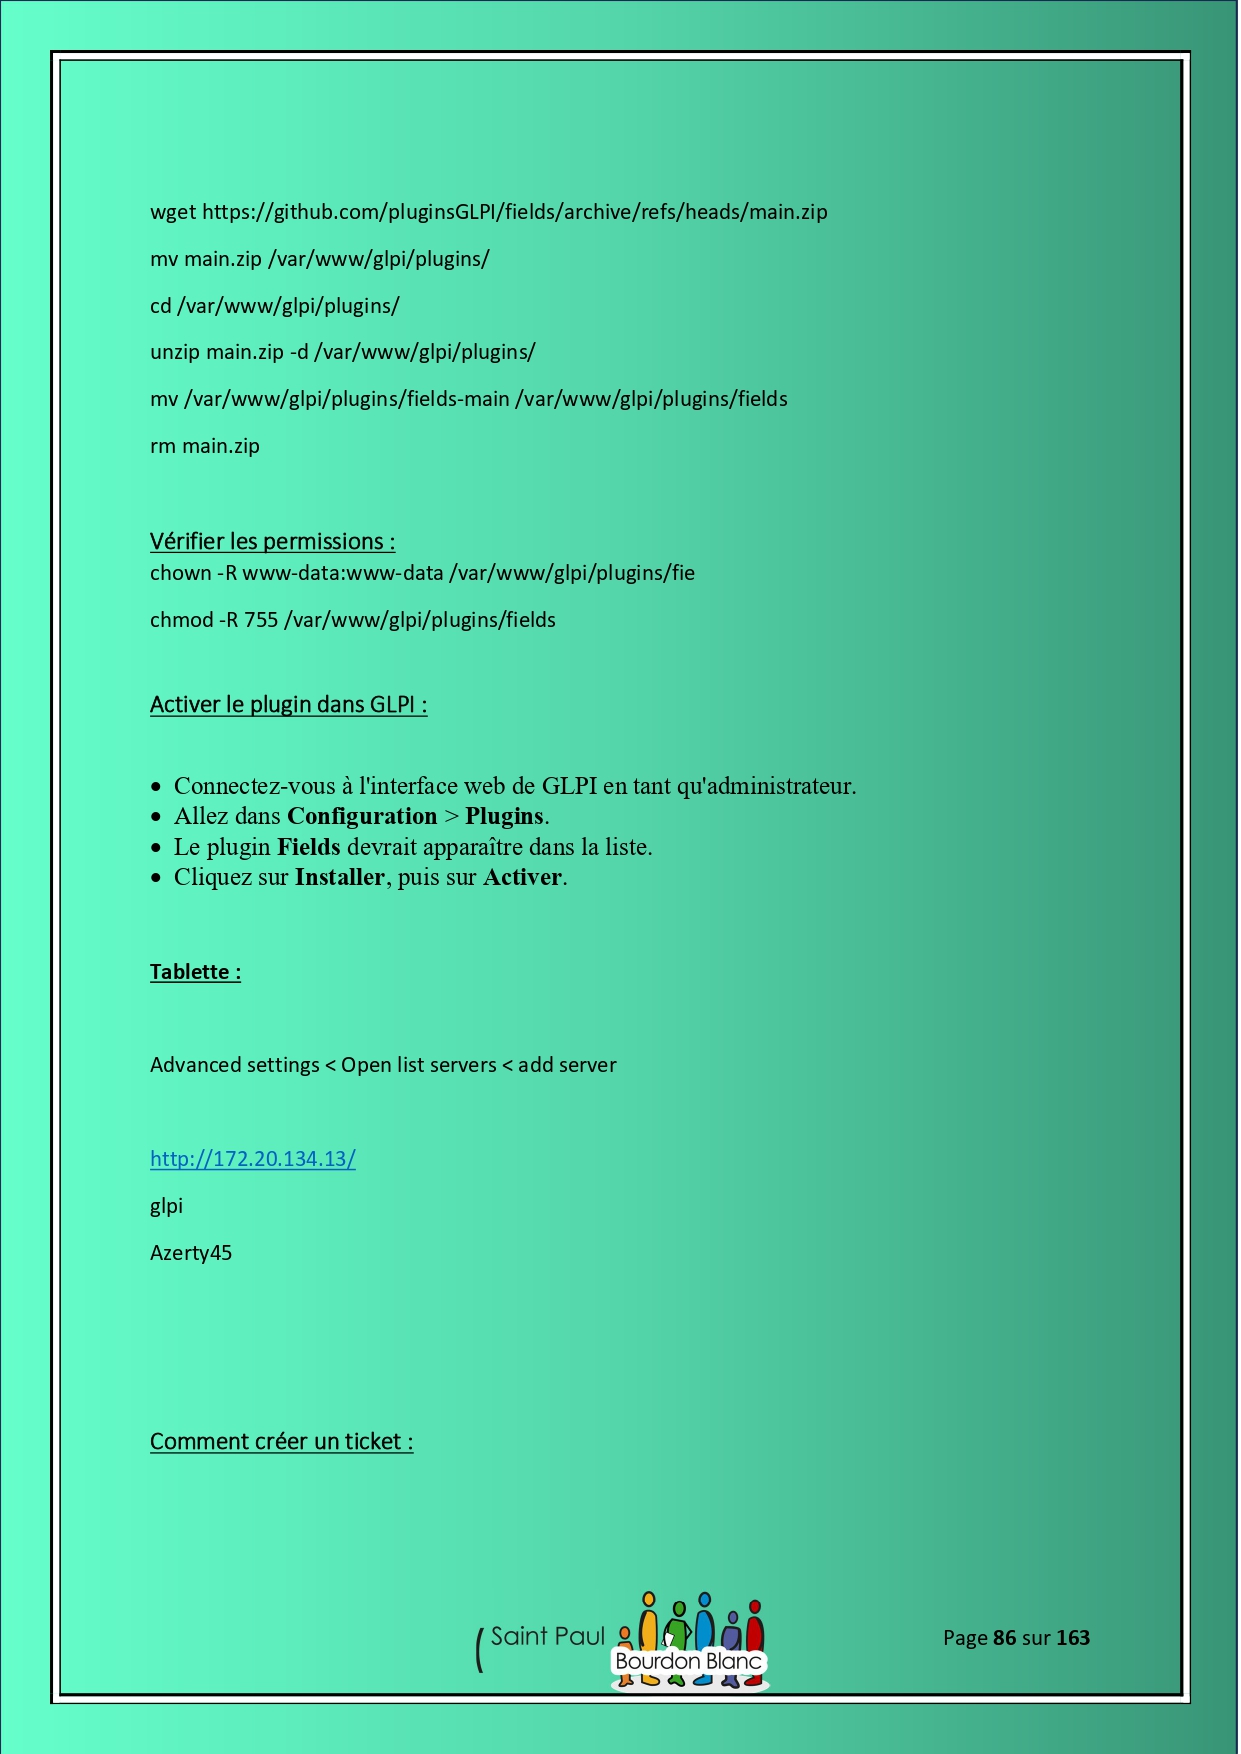 wget https://github.com/pluginsGLPI/fields/archive/refs/heads/main.zip
mv main.zip /var/www/glpi/plugins/
cd /var/www/glpi/plugins/
unzip main.zip -d /var/www/glpi/plugins/
mv /var/www/glpi/plugins/fields-main /var/www/glpi/plugins/fields
rm main.zip
Vérifier les permissions :
chown -R www-data:www-data /var/www/glpi/plugins/fie
chmod -R 755 /var/www/glpi/plugins/fields
Activer le plugin dans GLPI :
• Connectez-vous à l'interface web de GLPI en tant qu'administrateur.
• Allez dans Configuration > Plugins.
• Le plugin Fields devrait apparaître dans la liste.
• Cliquez sur Installer, puis sur Activer.
Tablette :
Advanced settings < Open list servers < add server
http://172.20.134.13/
glpi
Azerty45
Comment créer un ticket :
Saint Paul
Bourdon Blanc
Page 86 sur 163